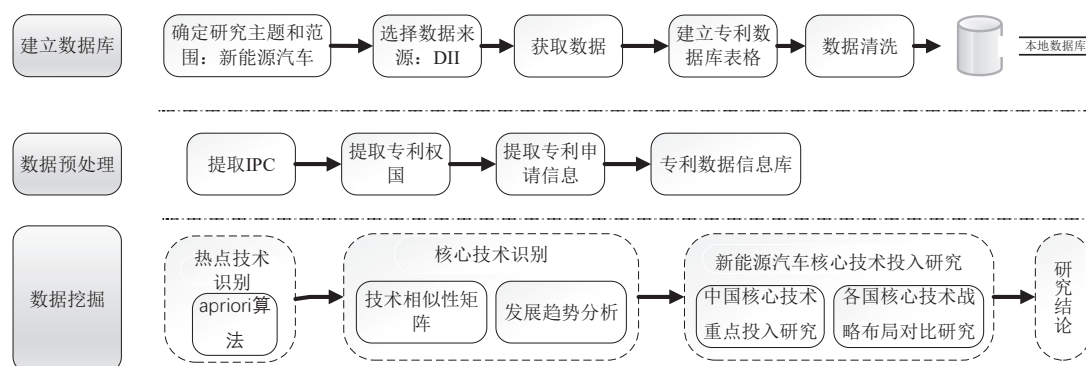 建立数据库
确定研究主题和范
围：新能源汽车
选择数据来
源：DII
获取数据
建立专利数
据库表格
数据清洗
本地数据库
数据预处理
提取IPC
提取专利权
国
提取专利申
请信息
专利数据信息库
数据挖掘
热点技术
识别
apriori算
法
核心技术识别
技术相似性矩
阵
发展趋势分析
新能源汽车核心技术投入研究
中国核心技术
重点投入研究
各国核心技术战
略布局对比研究
研究结论